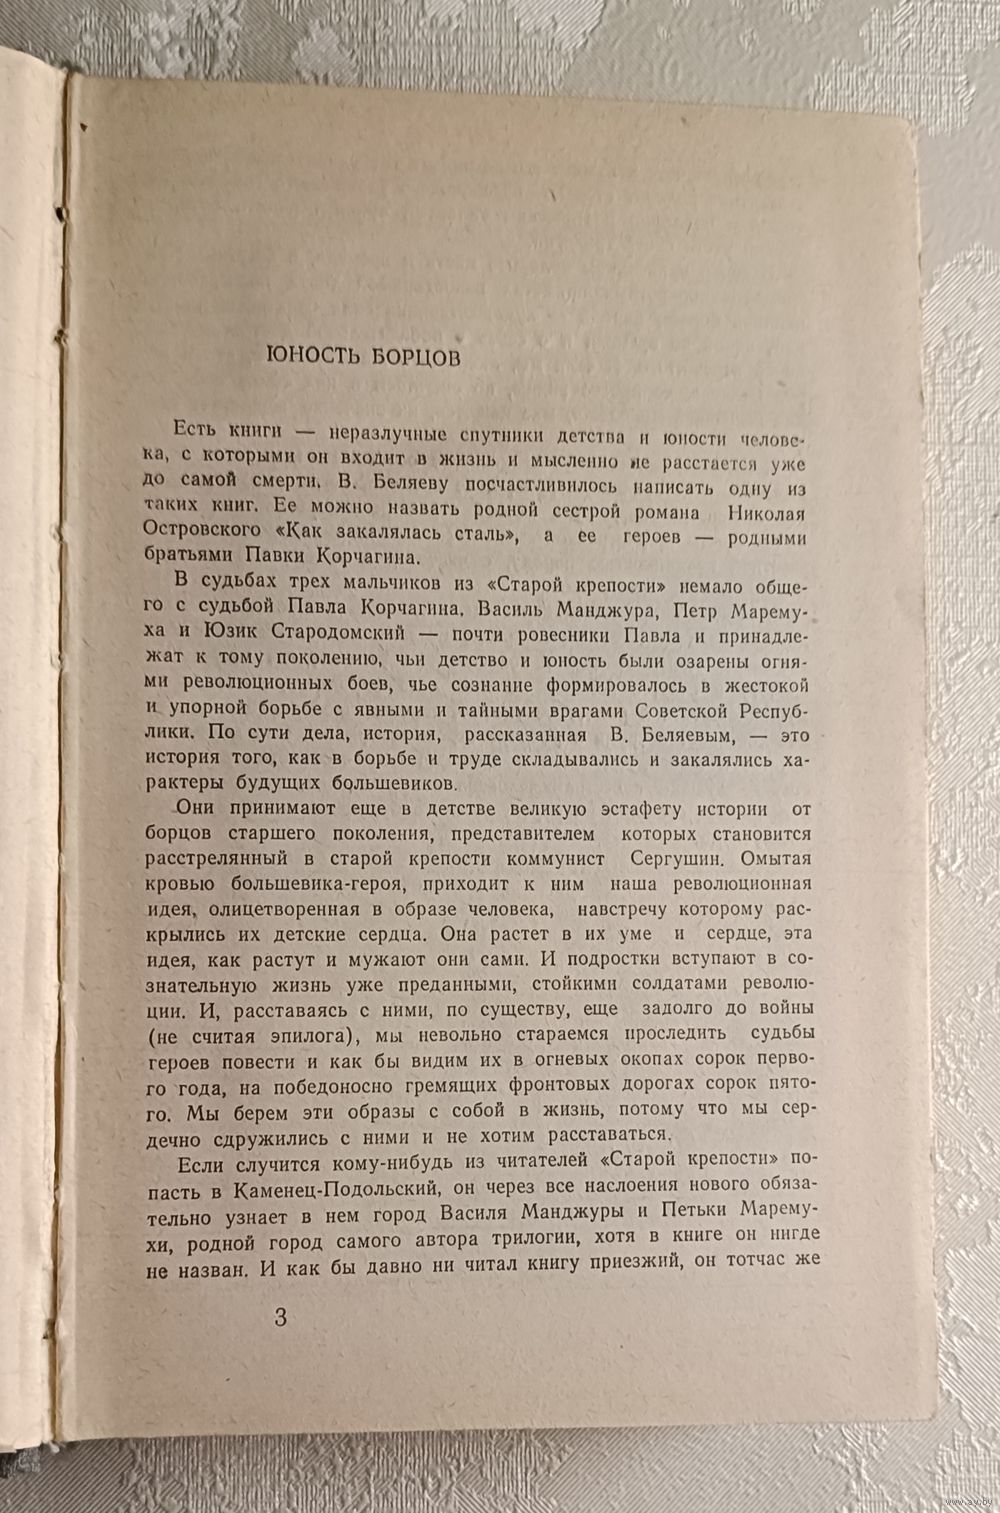 ЮНОСТЬ БОРЦОВ
Есть книги — неразлучные спутники детства и юности челове-
ка, с которыми он входит в жизнь и мысленно не расстается уже
до самой смерти. В. Беляеву посчастливилось написать одну из
таких книг. Ее можно назвать родной сестрой романа Николая
Островского «Как закалялась сталь», а ее героев — родными
братьями Павки Корчагина.
В судьбах трех мальчиков из «Старой крепости» немало обще-
го с судьбой Павла Корчагина. Василь Манджура, Петр Марему-
ха и Юзик Стародомский — почти ровесники Павла и принадле-
жат к тому поколению, чьи детство и юность были озарены огня-
ми революционных боев, чье сознание формировалось в жестокой
и упорной борьбе с явными и тайными врагами Советской Респуб-
лики. По сути дела, история, рассказанная В. Беляевым, — это
история того, как в борьбе и труде складывались и закалялись ха-
рактеры будущих большевиков.
Они принимают еще в детстве великую эстафету истории от
борцов старшего поколения, представителем которых становится
расстрелянный в старой крепости коммунист Сергушин. Омытая
кровью большевика-героя, приходит к ним наша революционная
идея, олицетворенная в образе человека, навстречу которому рас-
крылись их детские сердца. Она растет в их уме и сердце, эта
идея, как растут и мужают они сами. И подростки вступают в со-
знательную жизнь уже преданными, стойкими солдатами револю-
ции. И, расставаясь с ними, по существу, еще задолго до войны
(не считая эпилога), мы невольно стараемся проследить судьбы
героев повести и как бы видим их в огневых окопах сорок перво-
го года, на победоносно гремящих фронтовых дорогах сорок пято-
го. Мы берем эти образы с собой в жизнь, потому что мы сер-
дечно сдружились с ними и не хотим расставаться.
Если случится кому-нибудь из читателей «Старой крепости» по-
пасть в Каменец-Подольский, он через все наслоения нового обяза-
тельно узнает в нем город Василя Манджуры и Петьки Марему-
хи, родной город самого автора трилогии, хотя в книге он нигде
не назван. И как бы давно ни читал книгу приезжий, он тотчас же
3
www.ay.by